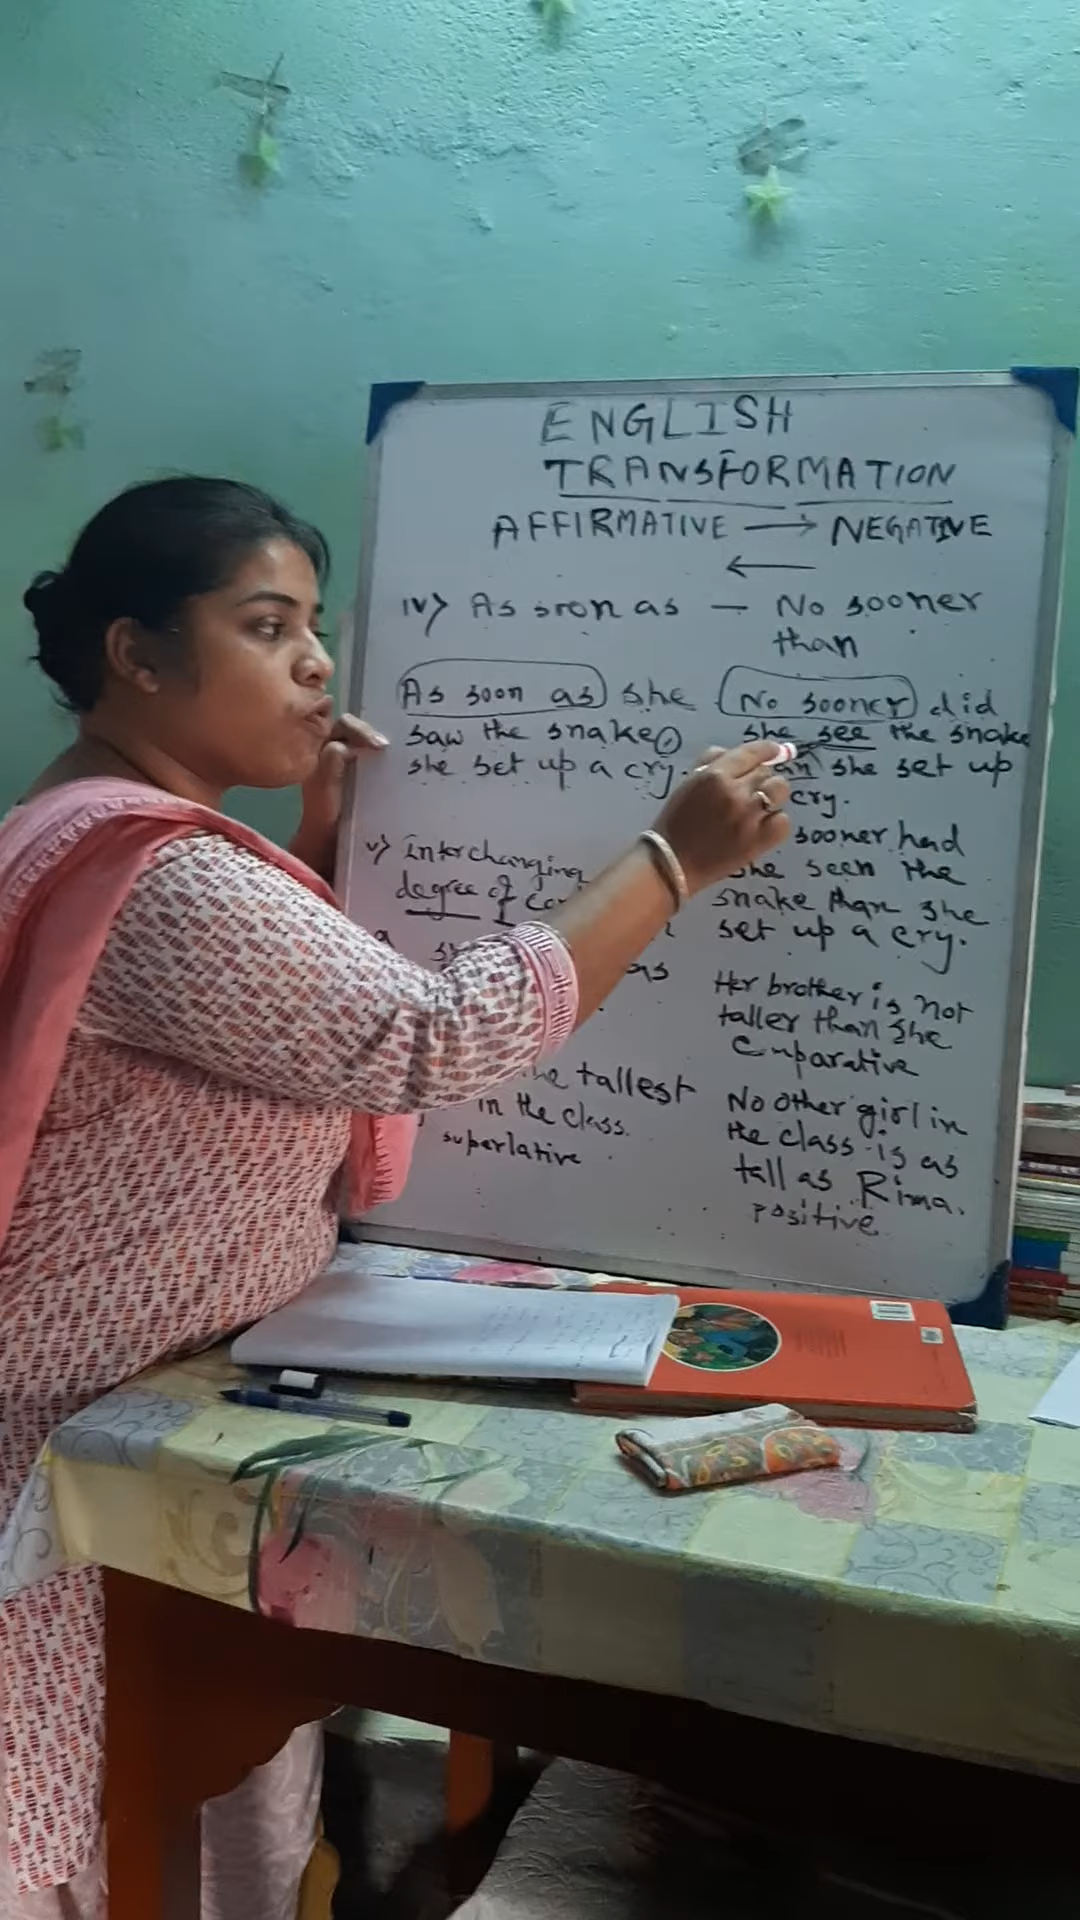 ENGLISH
TRANSFORMATION
AFFIRMATIVE → NEGATIVE
←
iv) As soon as — No sooner
than
As soon as she
saw the snake,
she set up a cry.
No sooner did
she see the snake
she set up
cry.
sooner had
she seen the
snake than she
set up a cry.
v) Interchanging
degree of
as
Her brother is not
taller than she
Cmparative
the tallest
in the class.
superlative
No other girl in
the class is as
tall as Rima.
positive